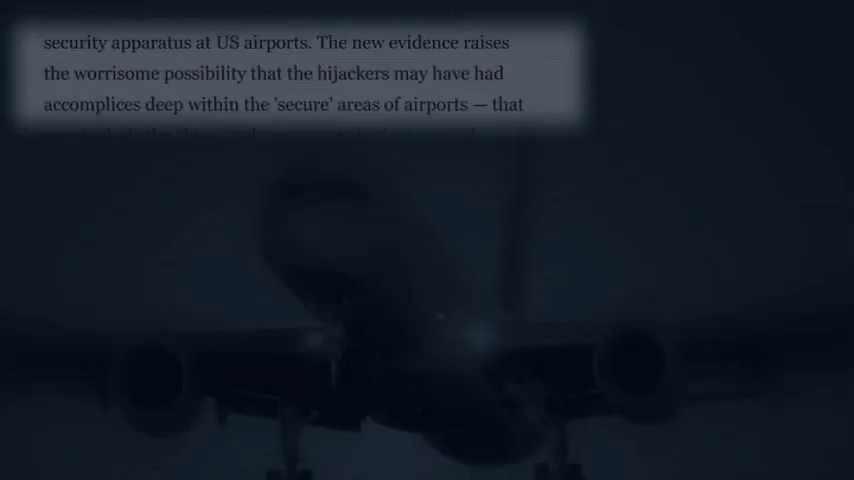 security apparatus at US airports. The new evidence raises
the worrisome possibility that the hijackers may have had
accomplices deep within the 'secure' areas of airports — that